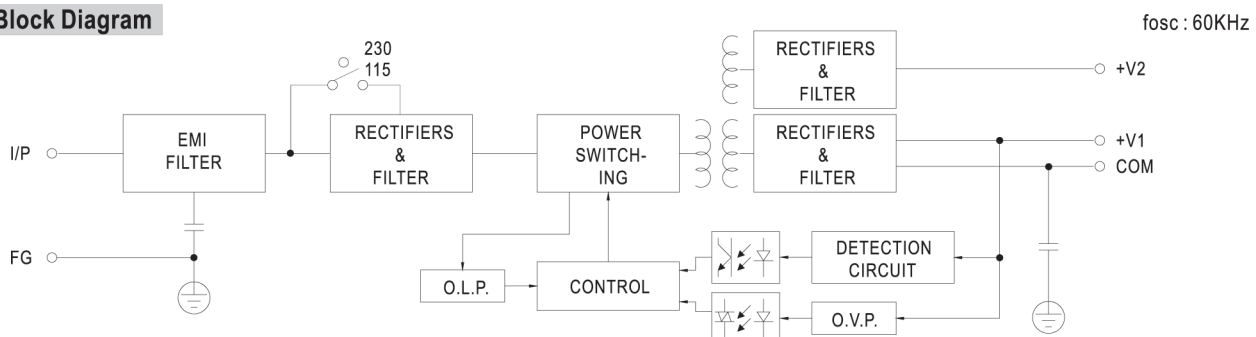 Block Diagram
fosc : 60KHz
230
115
RECTIFIERS
&
FILTER
+V2
I/P
EMI
FILTER
RECTIFIERS
&
FILTER
POWER
SWITCH-
ING
RECTIFIERS
&
FILTER
+V1
COM
FG
O.L.P.
CONTROL
DETECTION
CIRCUIT
O.V.P.